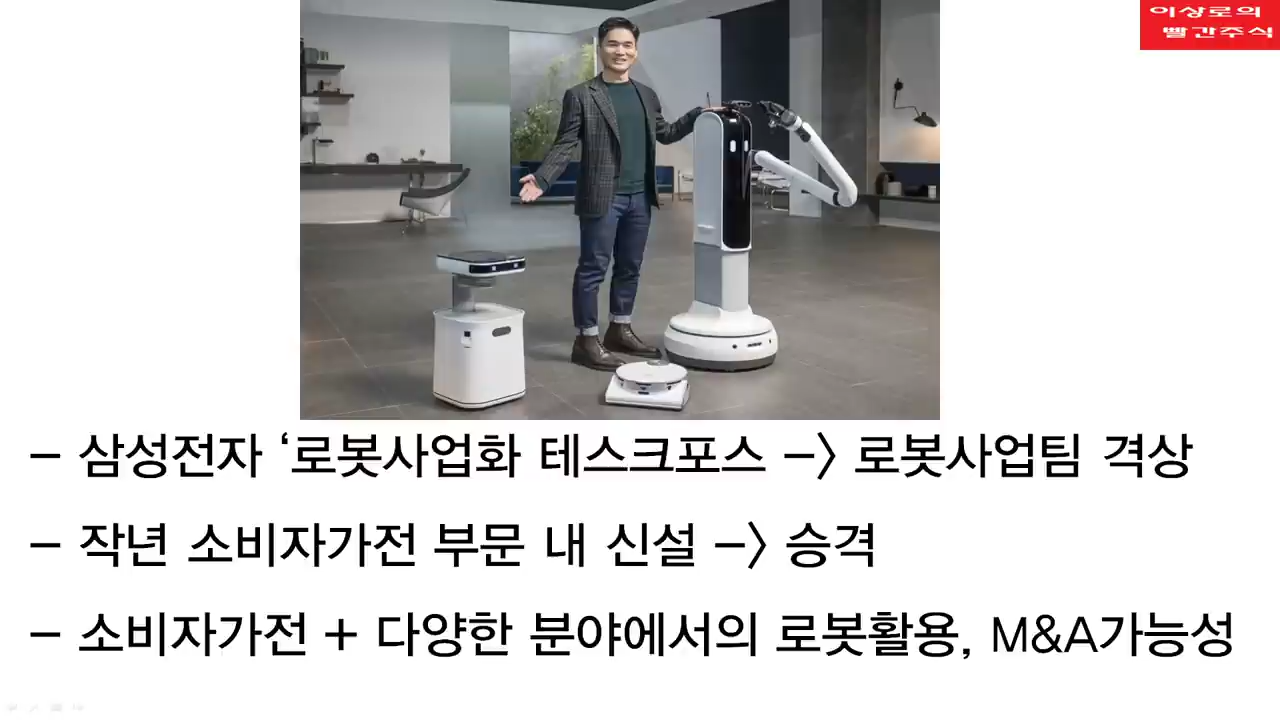 이상로의
빨간주식
- 삼성전자 ‘로봇사업화 테스크포스 -> 로봇사업팀 격상
- 작년 소비자가전 부문 내 신설 -> 승격
- 소비자가전 + 다양한 분야에서의 로봇활용, M&A가능성